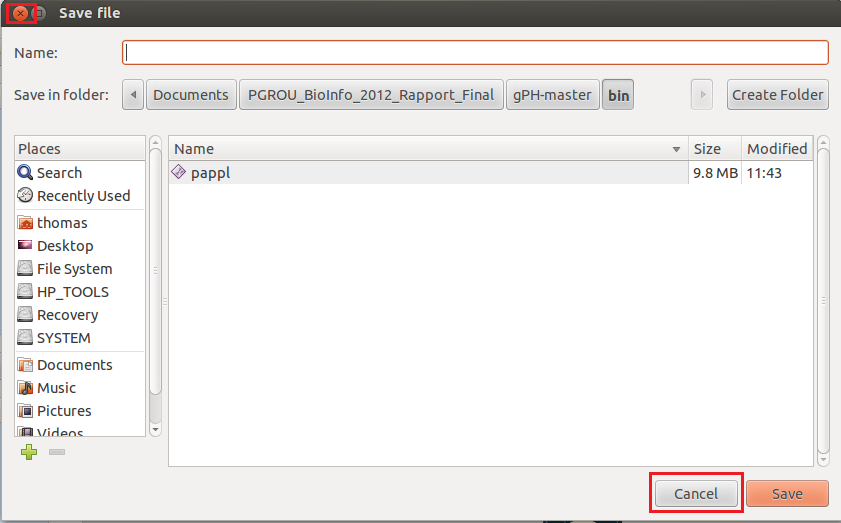 Save file
Name:
Save in folder: Documents PGROU_BioInfo_2012_Rapport_Final gPH-master bin Create Folder
Places
Search
Recently Used
thomas
Desktop
File System
HP_TOOLS
Recovery
SYSTEM
Documents
Music
Pictures
Videos
Name Size Modified
pappl 9.8 MB 11:43
Cancel Save